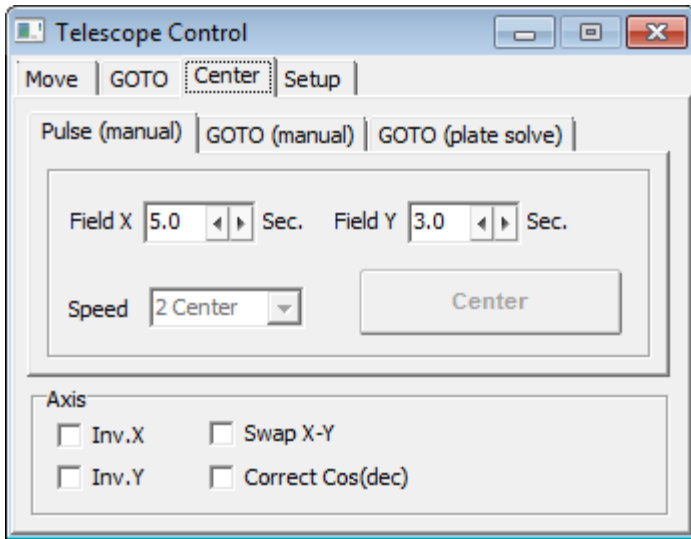 Telescope Control
Move GOTO Center Setup
Pulse (manual) GOTO (manual) GOTO (plate solve)
Field X 5.0 Sec. Field Y 3.0 Sec.
Speed 2 Center Center
Axis
Inv.X Swap X-Y
Inv.Y Correct Cos(dec)